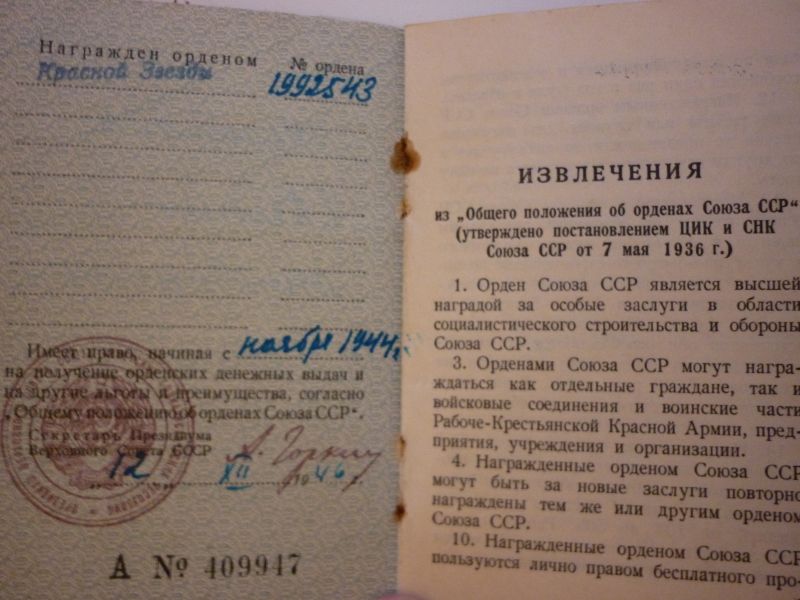 Награжден орденом
№ ордена
Красной Звезды
1992543
Имеет право, начиная с ноября 1944 г.
на получение орденских денежных выдач и
на другие льготы и преимущества, согласно
„Общему положению об орденах Союза ССР“.
Секретарь Президиума
Верховного Совета СССР
А. Горкин
12 XII 1946 г.
А № 409947
ИЗВЛЕЧЕНИЯ
из „Общего положения об орденах Союза ССР“
(утверждено постановлением ЦИК и СНК
Союза ССР от 7 мая 1936 г.)
1. Орден Союза ССР является высшей
наградой за особые заслуги в области
социалистического строительства и обороны
Союза ССР.
3. Орденами Союза ССР могут награ-
ждаться как отдельные граждане, так и
войсковые соединения и воинские части
Рабоче-Крестьянской Красной Армии, пред-
приятия, учреждения и организации.
4. Награжденные орденом Союза ССР
могут быть за новые заслуги повторно
награждены тем же или другим орденом
Союза ССР.
10. Награжденные орденом Союза ССР
пользуются лично правом бесплатного про-